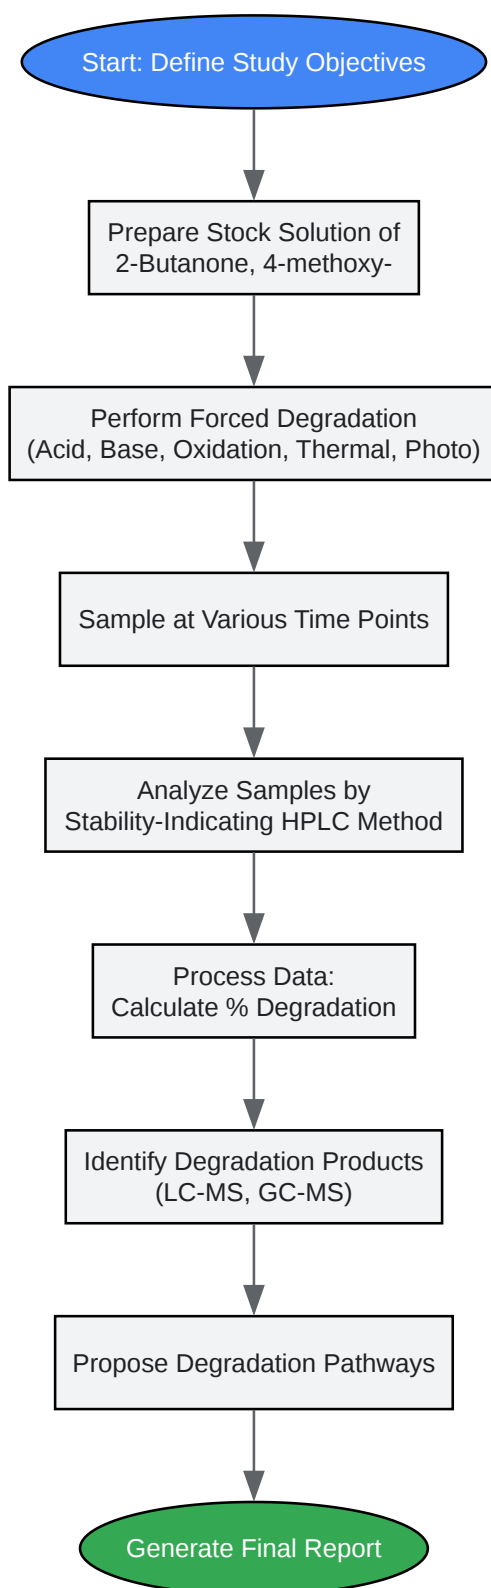 Start: Define Study Objectives
Prepare Stock Solution of
2-Butanone, 4-methoxy-
Perform Forced Degradation
(Acid, Base, Oxidation, Thermal, Photo)
Sample at Various Time Points
Analyze Samples by
Stability-Indicating HPLC Method
Process Data:
Calculate % Degradation
Identify Degradation Products
(LC-MS, GC-MS)
Propose Degradation Pathways
Generate Final Report